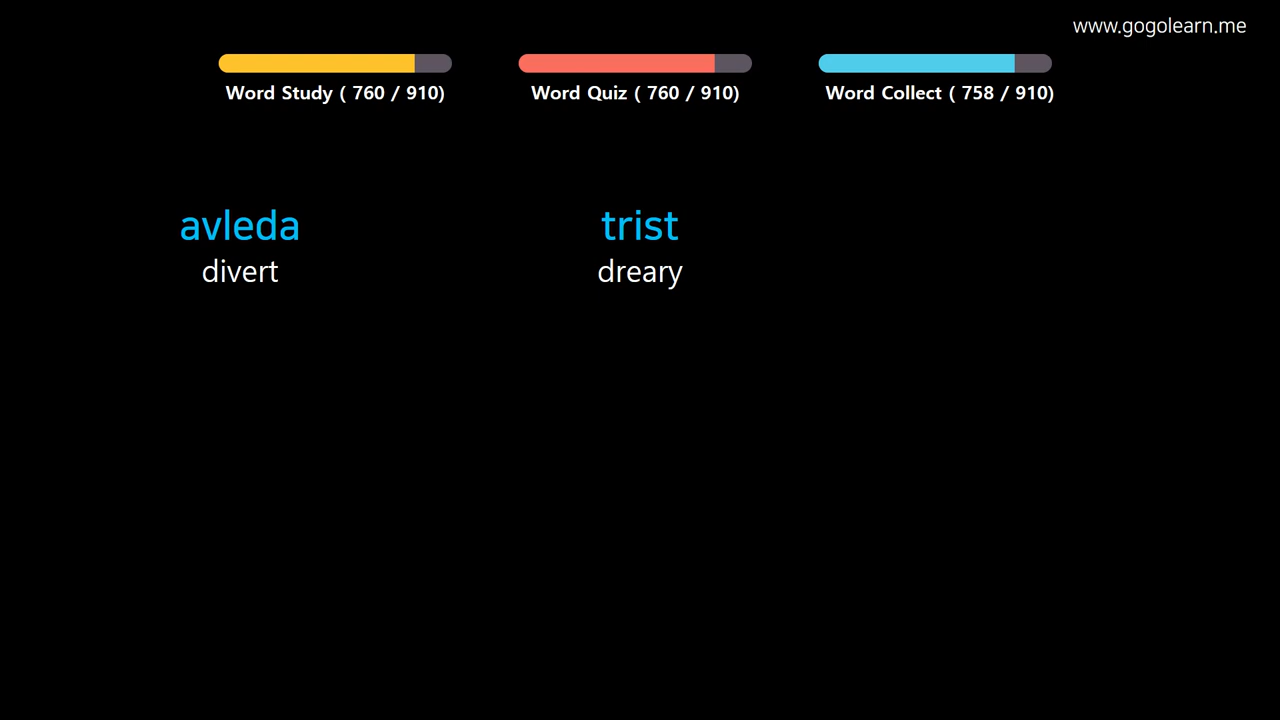 www.gogolearn.me
Word Study ( 760 / 910)
Word Quiz ( 760 / 910)
Word Collect ( 758 / 910)
avleda
divert
trist
dreary